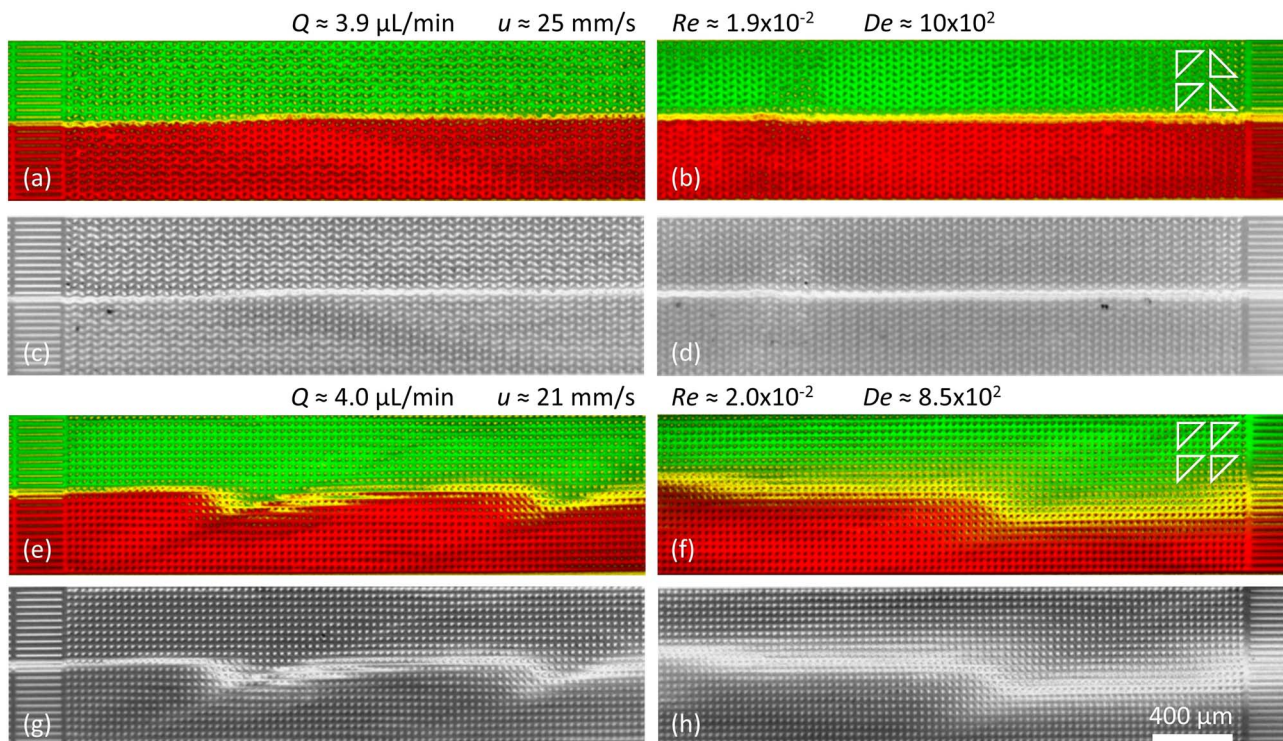 Q ≈ 3.9 µL/min u ≈ 25 mm/s Re ≈ 1.9x10⁻² De ≈ 10x10²
(a) (b)
(c) (d)
Q ≈ 4.0 µL/min u ≈ 21 mm/s Re ≈ 2.0x10⁻² De ≈ 8.5x10²
(e) (f)
(g) (h)
400 µm